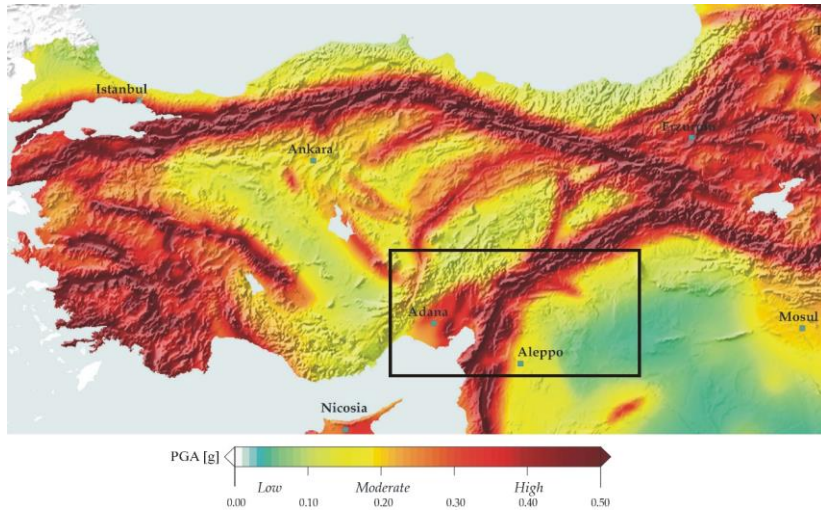 Istanbul
Erzurum
Ankara
Adana
Mosul
Aleppo
Nicosia
PGA [g]
Low Moderate High
0.00 0.10 0.20 0.30 0.40 0.50